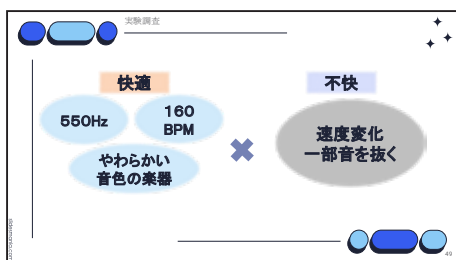 実験調査
快適
不快
550Hz
160
BPM
やわらかい
音色の楽器
速度変化
一部音を抜く
49